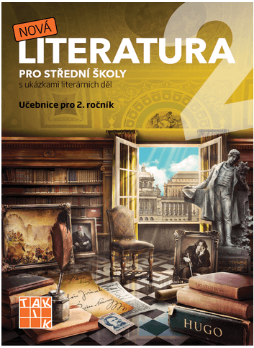 NOVÁ
LITERATURA 2
PRO STŘEDNÍ ŠKOLY
s ukázkami literárních děl
Učebnice pro 2. ročník
HUGO
TAKTIK